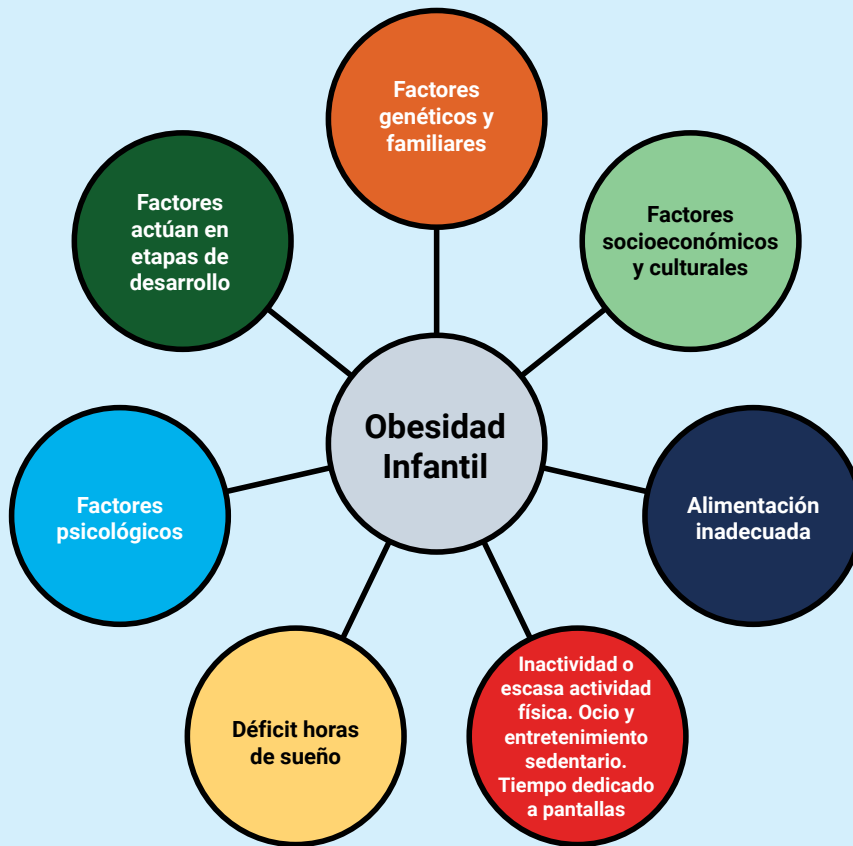 Factores
genéticos y
familiares
Factores
socioeconómicos
y culturales
Alimentación
inadecuada
Inactividad o
escasa actividad
física. Ocio y
entretenimiento
sedentario.
Tiempo dedicado
a pantallas
Déficit horas
de sueño
Factores
psicológicos
Factores
actúan en
etapas de
desarrollo
Obesidad
Infantil